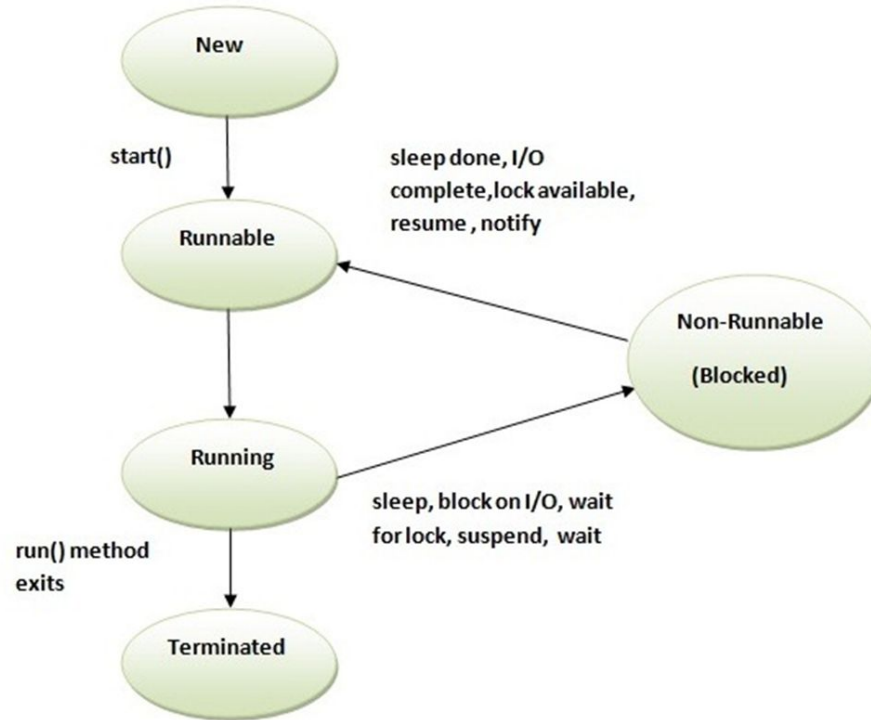 New
start()
sleep done, I/O
complete,lock available,
resume , notify
Runnable
Non-Runnable
(Blocked)
Running
sleep, block on I/O, wait
for lock, suspend, wait
run() method
exits
Terminated